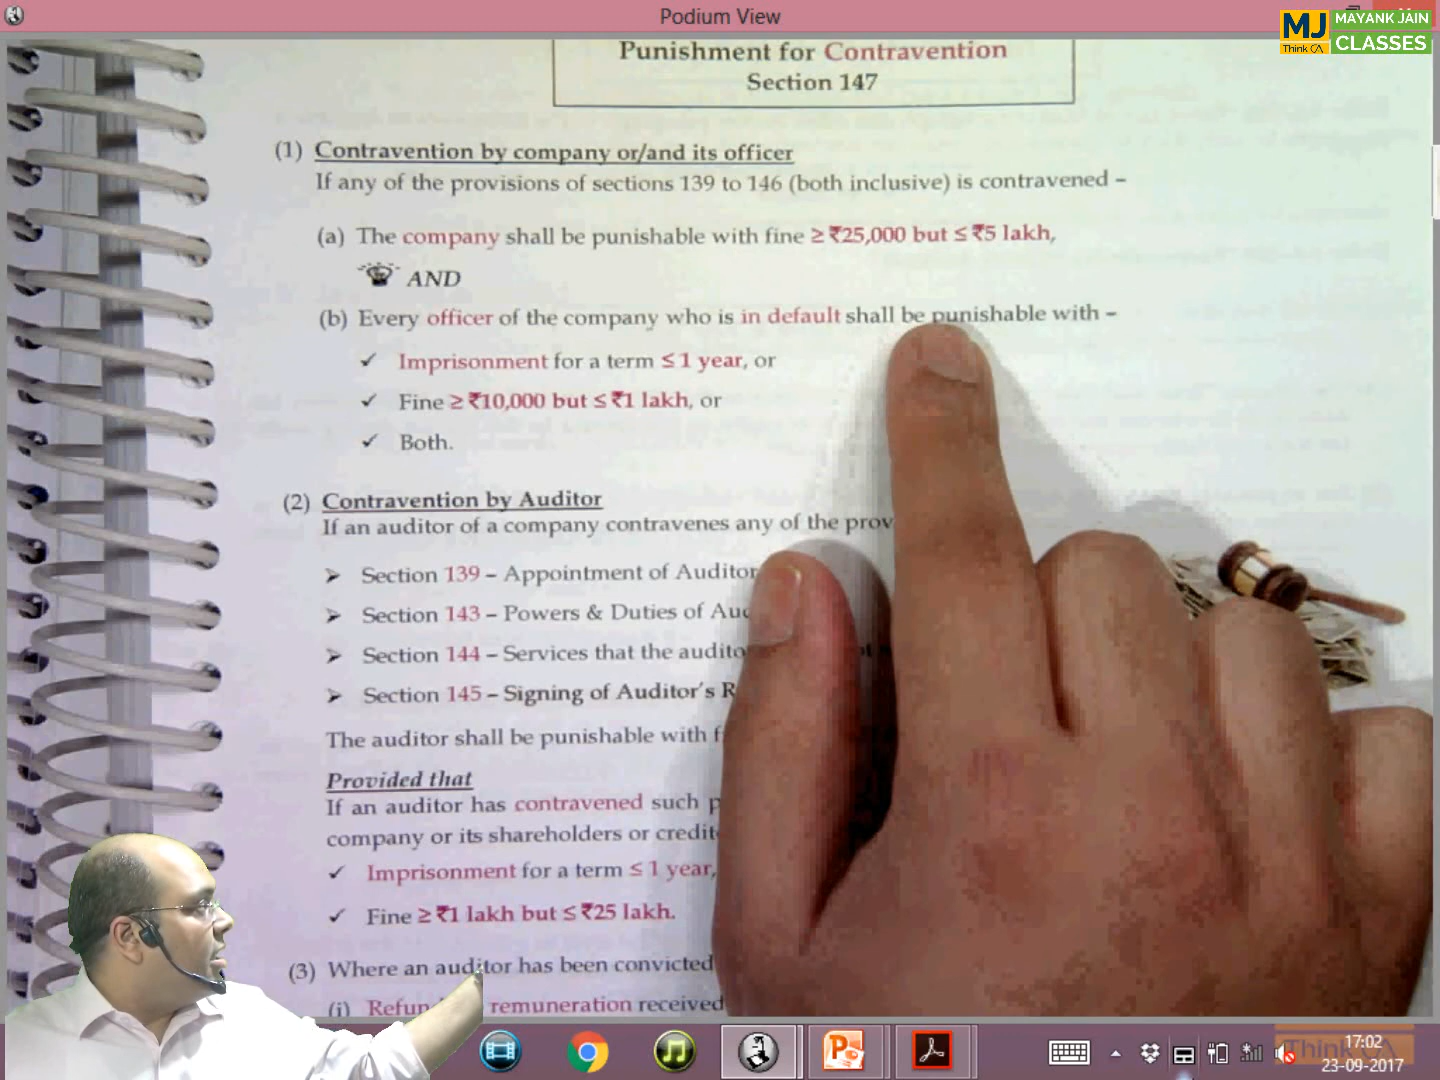 Podium View
MJ
Think CA
MAYANK JAIN
CLASSES
Punishment for Contravention
Section 147
(1) Contravention by company or/and its officer
If any of the provisions of sections 139 to 146 (both inclusive) is contravened –
(a) The company shall be punishable with fine ≥ ₹25,000 but ≤ ₹5 lakh,
AND
(b) Every officer of the company who is in default shall be punishable with –
✓ Imprisonment for a term ≤ 1 year, or
✓ Fine ≥ ₹10,000 but ≤ ₹1 lakh, or
✓ Both.
(2) Contravention by Auditor
If an auditor of a company contravenes any of the prov
➢ Section 139 – Appointment of Auditor
➢ Section 143 – Powers & Duties of Auc
➢ Section 144 – Services that the audito
➢ Section 145 – Signing of Auditor's R
The auditor shall be punishable with f
Provided that
If an auditor has contravened such p
company or its shareholders or credit
✓ Imprisonment for a term ≤ 1 year,
✓ Fine ≥ ₹1 lakh but ≤ ₹25 lakh.
(3) Where an auditor has been convicted
(i) Refun remuneration received
Think CA
17:02
23-09-2017